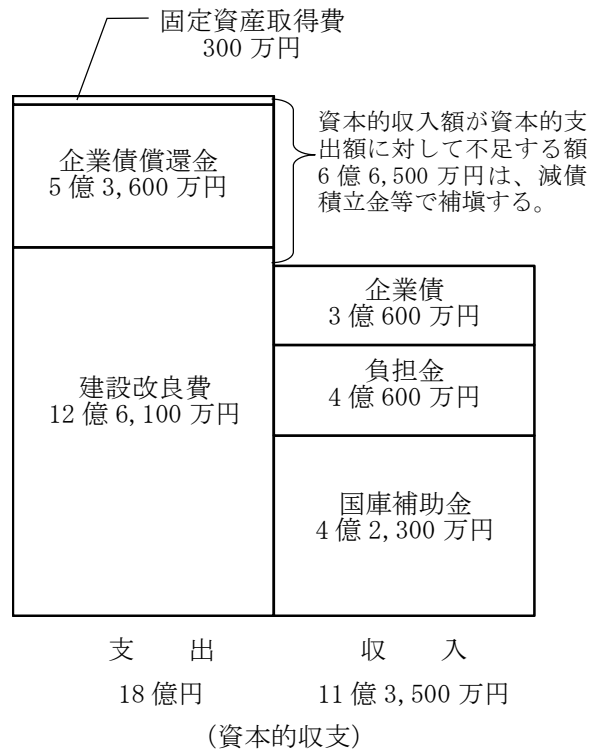 固定資産取得費
300 万円
企業債償還金
5 億 3,600 万円
資本的収入額が資本的支
出額に対して不足する額
6 億 6,500 万円は、減債
積立金等で補塡する。
企業債
3 億 600 万円
負担金
4 億 600 万円
建設改良費
12 億 6,100 万円
国庫補助金
4 億 2,300 万円
支 出
収 入
18 億円
11 億 3,500 万円
(資本的収支)